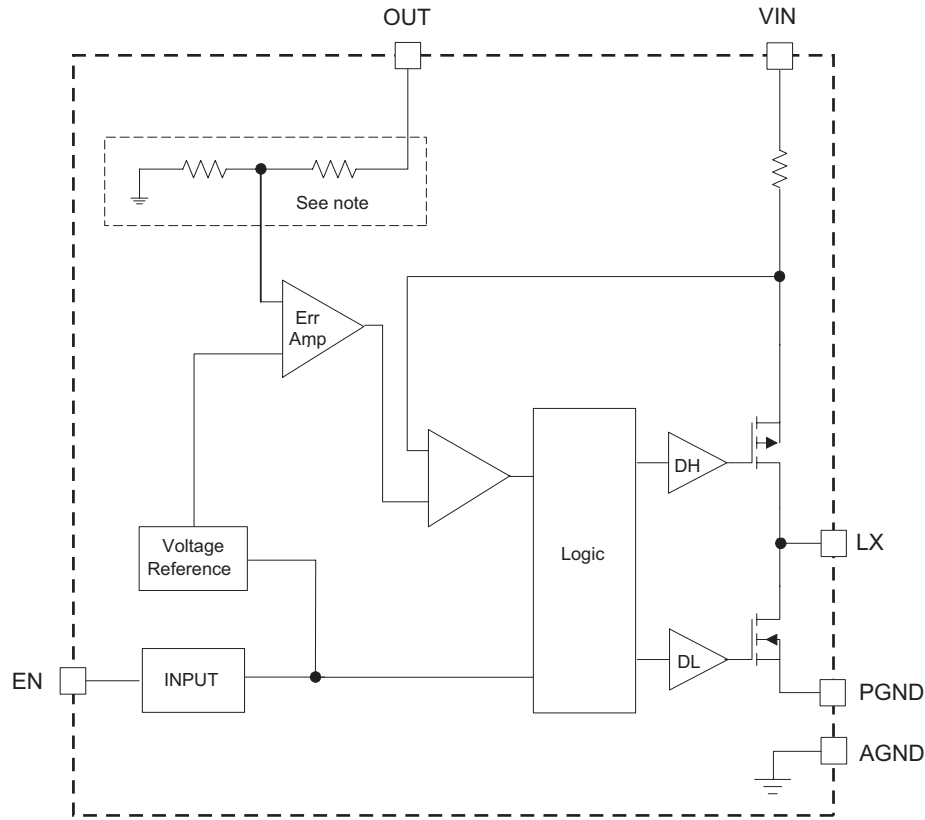 OUT
VIN
See note
Err
Amp
DH
LX
Voltage
Reference
Logic
EN
INPUT
DL
PGND
AGND